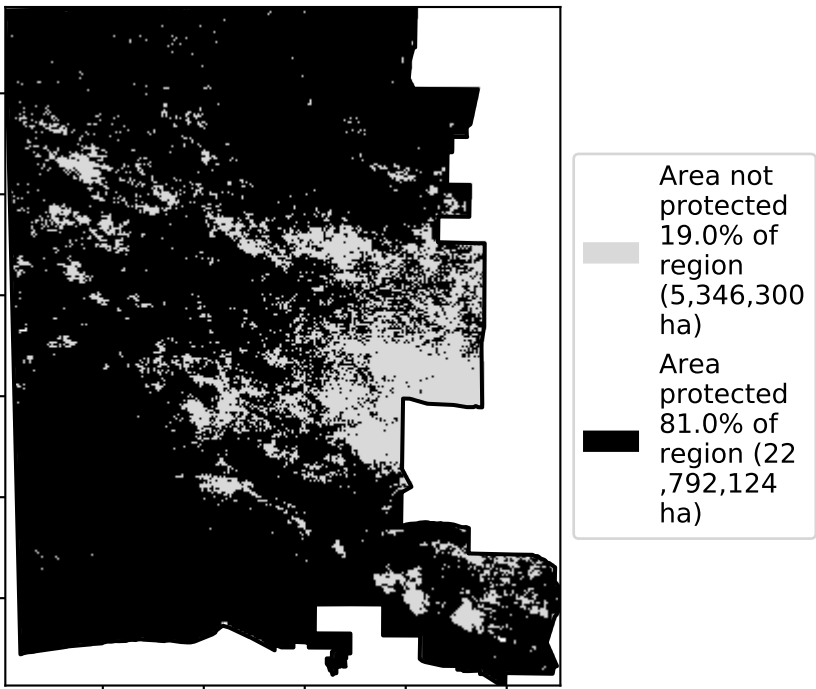 Area not
protected
19.0% of
region
(5,346,300
ha)
Area
protected
81.0% of
region (22
,792,124
ha)